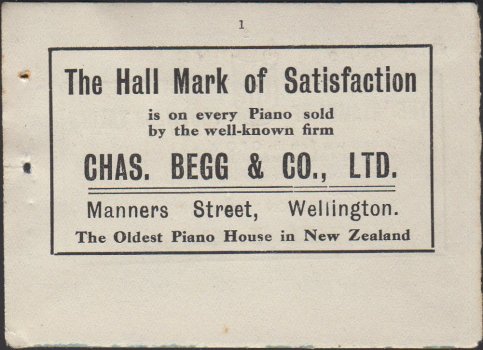 1
The Hall Mark of Satisfaction
is on every Piano sold
by the well-known firm
CHAS. BEGG & CO., LTD.
Manners Street, Wellington.
The Oldest Piano House in New Zealand